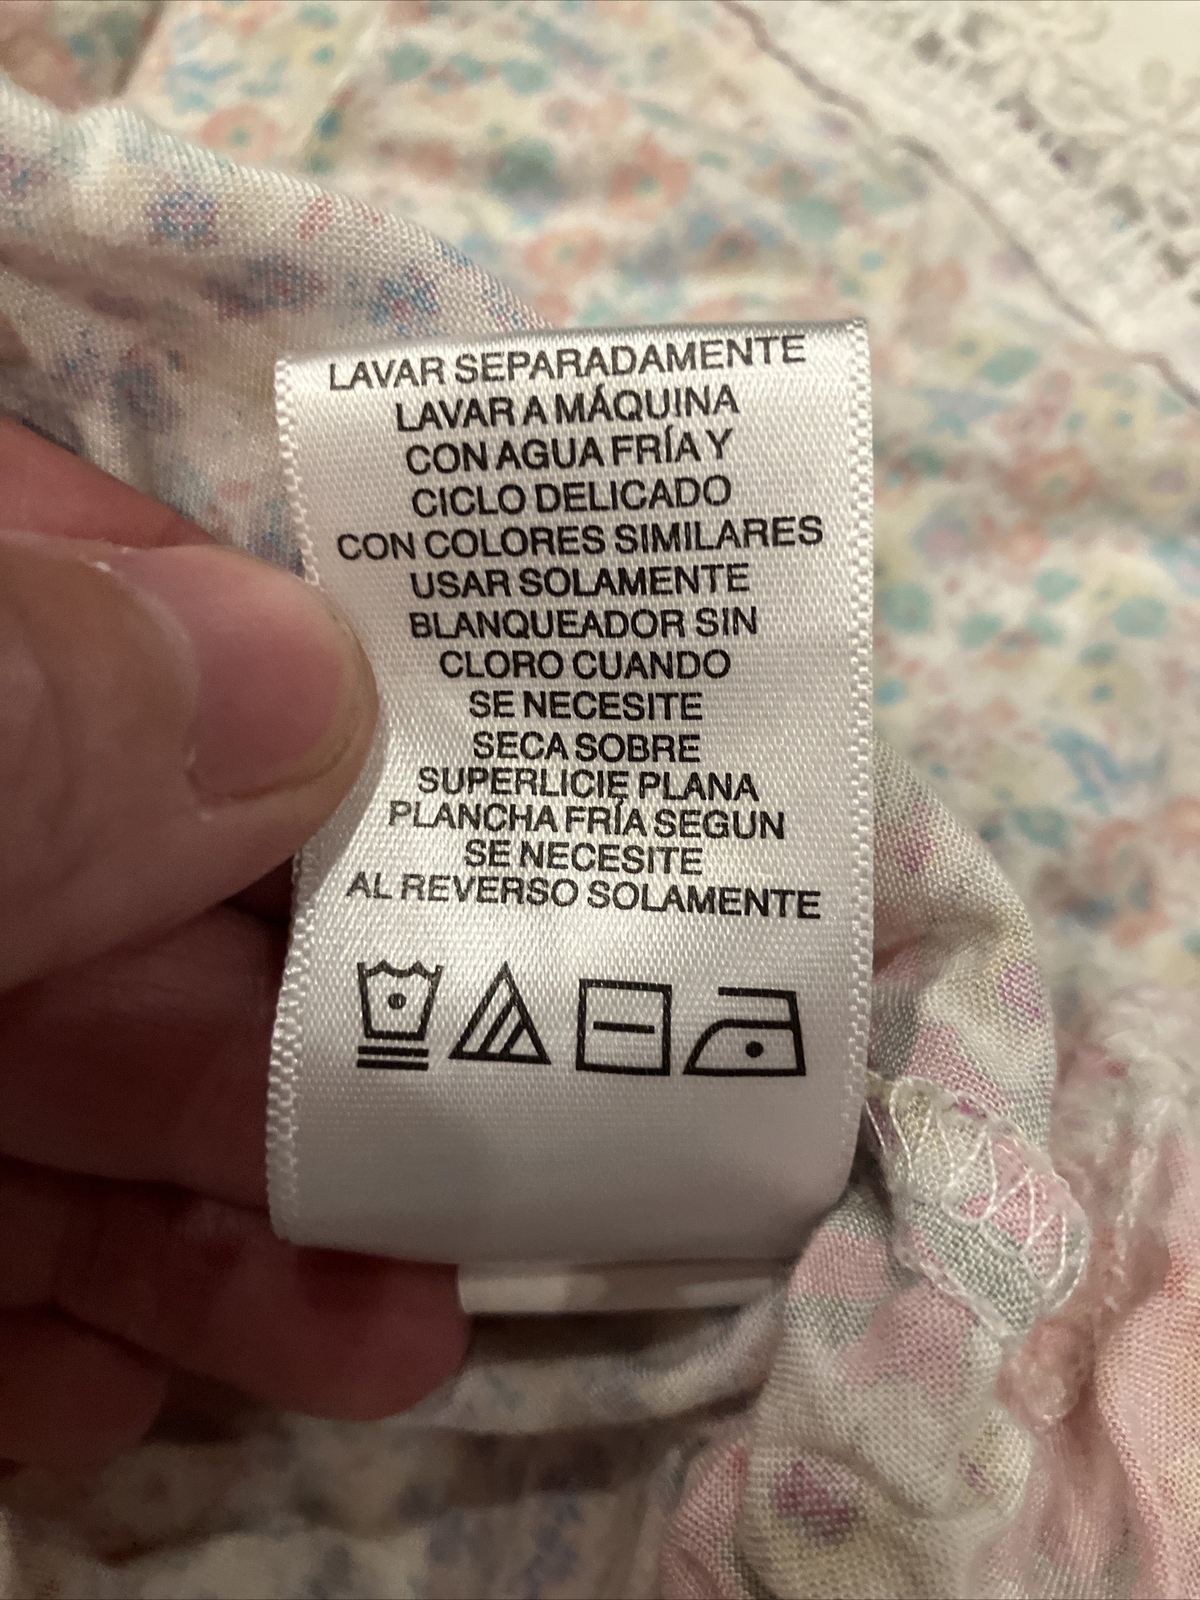 LAVAR SEPARADAMENTE
LAVAR A MÁQUINA
CON AGUA FRÍA Y
CICLO DELICADO
CON COLORES SIMILARES
USAR SOLAMENTE
BLANQUEADOR SIN
CLORO CUANDO
SE NECESITE
SECA SOBRE
SUPERLICIE PLANA
PLANCHA FRÍA SEGUN
SE NECESITE
AL REVERSO SOLAMENTE